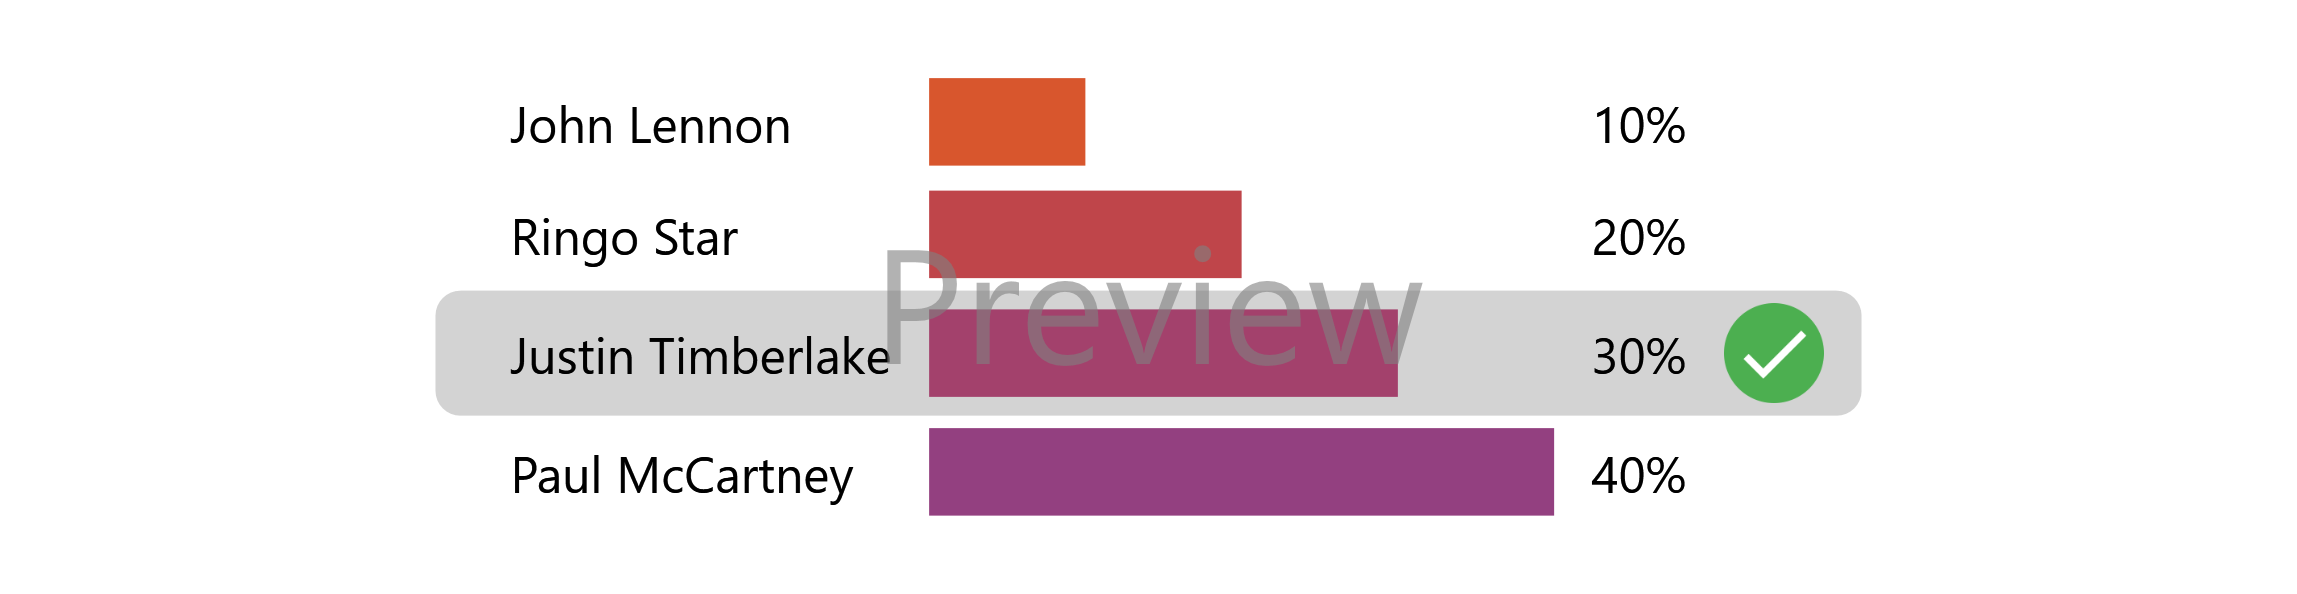 John Lennon 10%
Ringo Star 20%
Preview
Justin Timberlake 30%
Paul McCartney 40%